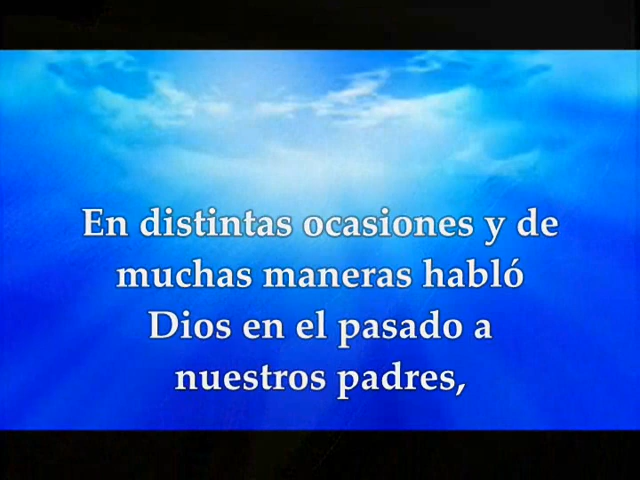 En distintas ocasiones y de
muchas maneras habló
Dios en el pasado a
nuestros padres,